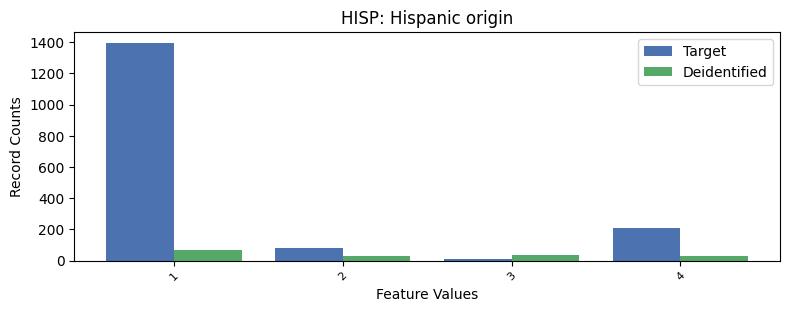 HISP: Hispanic origin
Target
Deidentified
1400
1200
1000
800
600
400
200
0
Record Counts
1
2
3
4
Feature Values